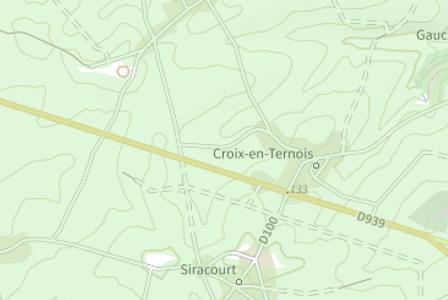 Gauc
Croix-en-Ternois
133
D939
D100
Siracourt